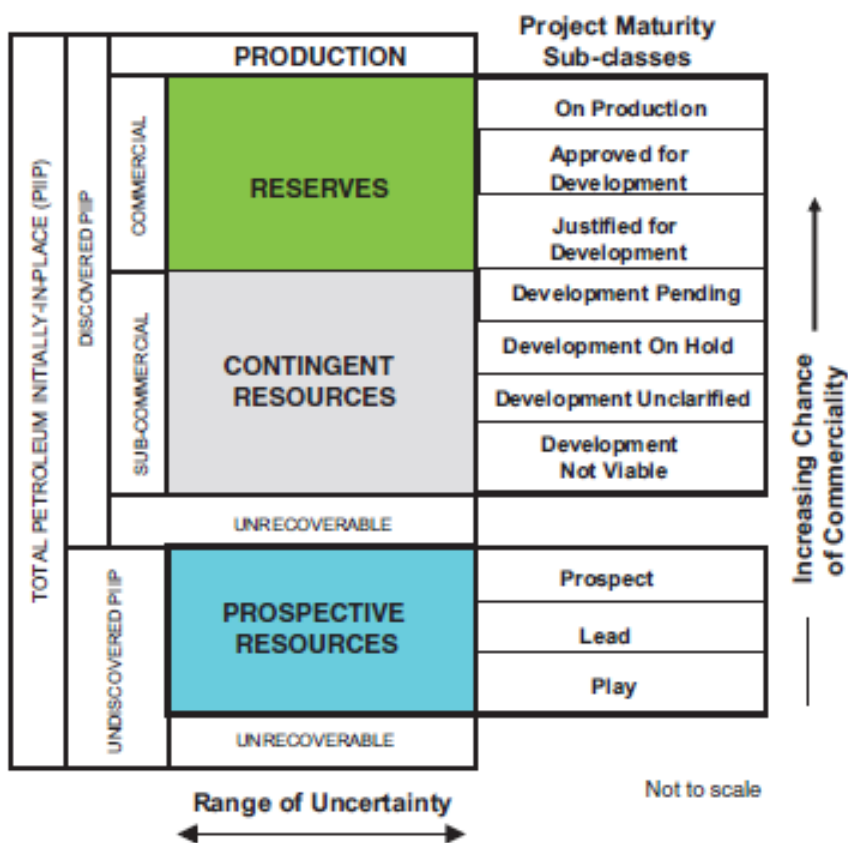 Project Maturity
Sub-classes
PRODUCTION
On Production
Approved for
Development
Justified for
Development
RESERVES
COMMERCIAL
Development Pending
Development On Hold
Development Unclarified
Development
Not Viable
CONTINGENT
RESOURCES
SUB-COMMERCIAL
UNRECOVERABLE
DISCOVERED PIIP
Prospect
Lead
Play
PROSPECTIVE
RESOURCES
UNRECOVERABLE
UNDISCOVERED PIIP
TOTAL PETROLEUM INITIALLY-IN-PLACE (PIIP)
Increasing Chance
of Commerciality
Range of Uncertainty
Not to scale